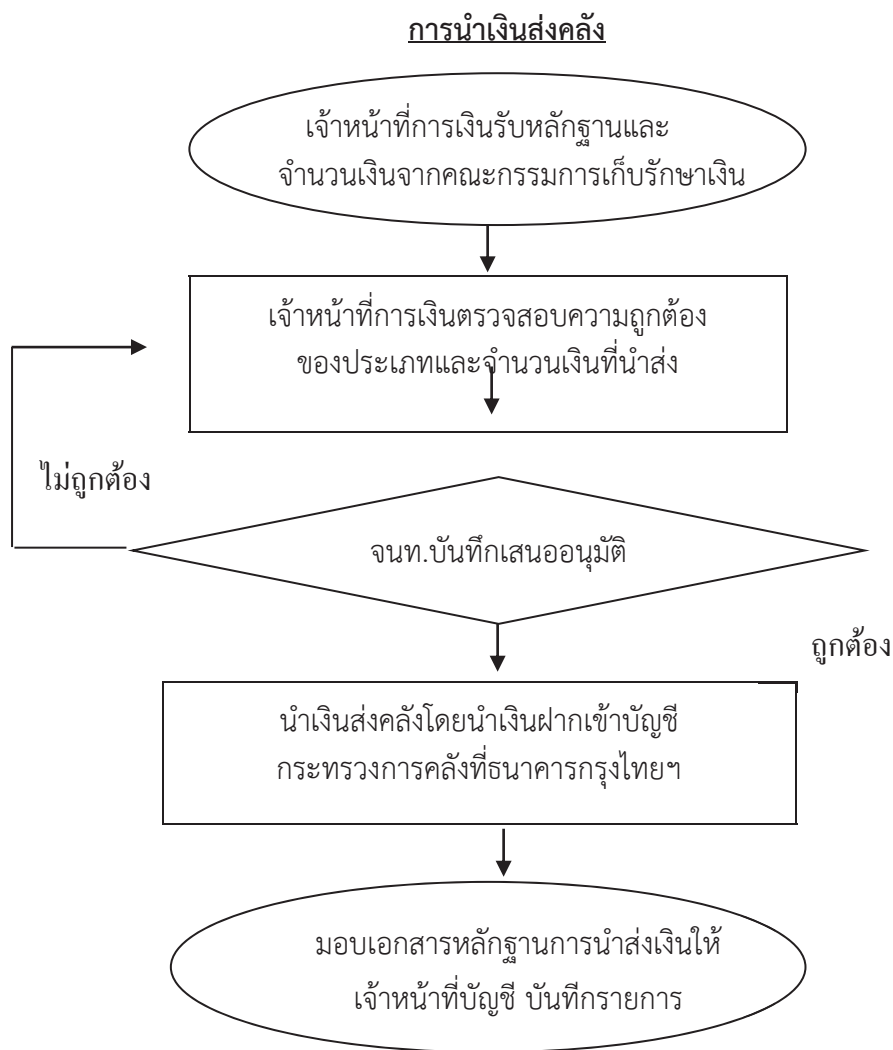 การนำเงินส่งคลัง
เจ้าหน้าที่การเงินรับหลักฐานและ
จำนวนเงินจากคณะกรรมการเก็บรักษาเงิน
เจ้าหน้าที่การเงินตรวจสอบความถูกต้อง
ของประเภทและจำนวนเงินที่นำส่ง
ไม่ถูกต้อง
จนท.บันทึกเสนออนุมัติ
ถูกต้อง
นำเงินส่งคลังโดยนำเงินฝากเข้าบัญชี
กระทรวงการคลังที่ธนาคารกรุงไทยฯ
มอบเอกสารหลักฐานการนำส่งเงินให้
เจ้าหน้าที่บัญชี บันทึกรายการ